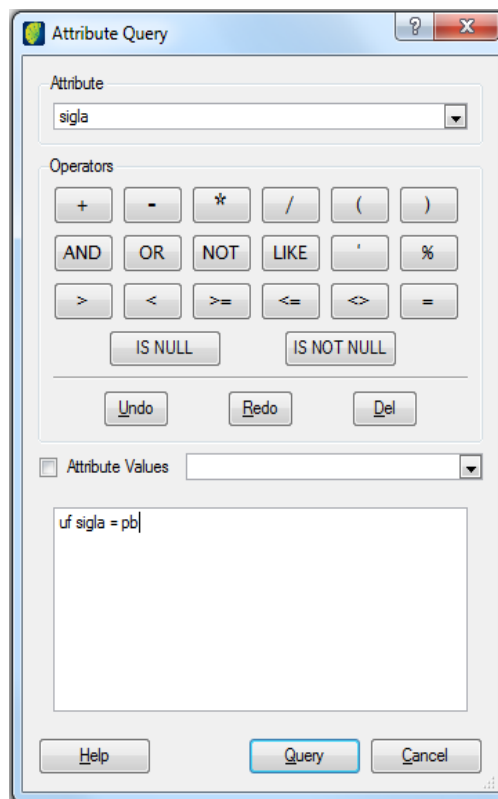 Attribute Query
?
X
Attribute
sigla
Operators
+ - * / ( )
AND OR NOT LIKE ' %
> < >= <= <> =
IS NULL IS NOT NULL
Undo Redo Del
Attribute Values
uf sigla = pb
Help Query Cancel